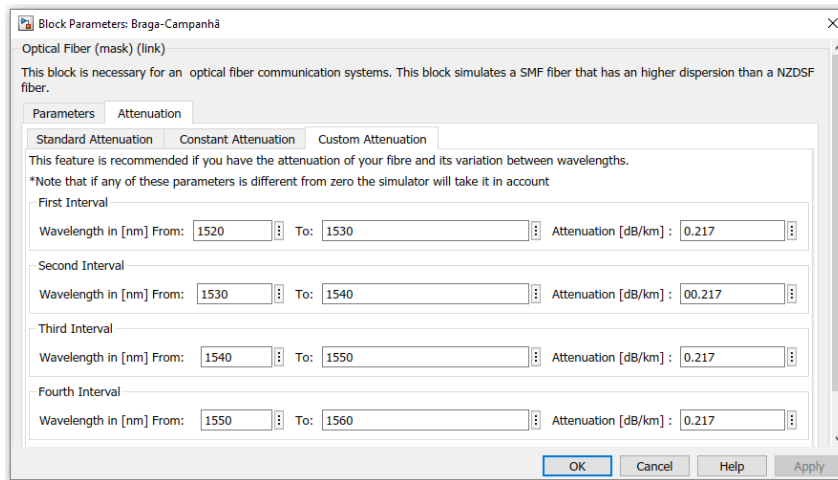 Block Parameters: Braga-Campanhã
Optical Fiber (mask) (link)
This block is necessary for an optical fiber communication systems. This block simulates a SMF fiber that has an higher dispersion than a NZDSF
fiber.
Parameters Attenuation
Standard Attenuation Constant Attenuation Custom Attenuation
This feature is recommended if you have the attenuation of your fibre and its variation between wavelengths.
*Note that if any of these parameters is different from zero the simulator will take it in account
First Interval
Wavelength in [nm] From: 1520 To: 1530 Attenuation [dB/km] : 0.217
Second Interval
Wavelength in [nm] From: 1530 To: 1540 Attenuation [dB/km] : 00.217
Third Interval
Wavelength in [nm] From: 1540 To: 1550 Attenuation [dB/km] : 0.217
Fourth Interval
Wavelength in [nm] From: 1550 To: 1560 Attenuation [dB/km] : 0.217
OK Cancel Help Apply